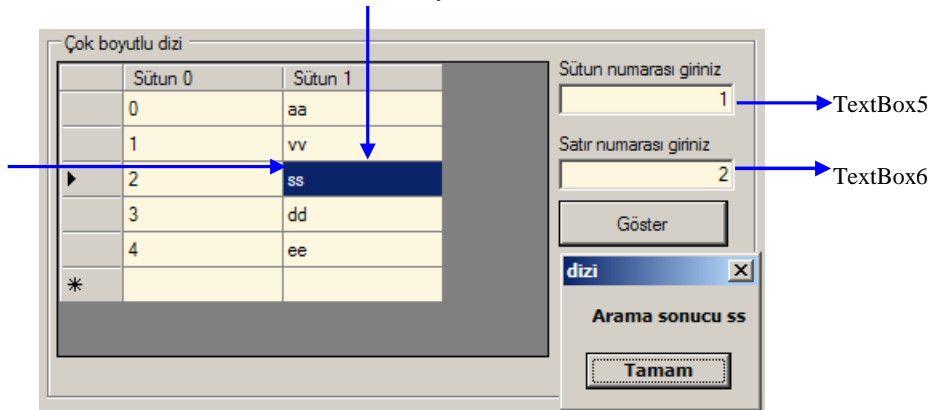 Çok boyutlu dizi
Sütun 0 Sütun 1
0 aa
1 vv
2 ss
3 dd
4 ee
Sütun numarası giriniz
1
TextBox5
Satır numarası giriniz
2
TextBox6
Göster
dizi
Arama sonucu ss
Tamam